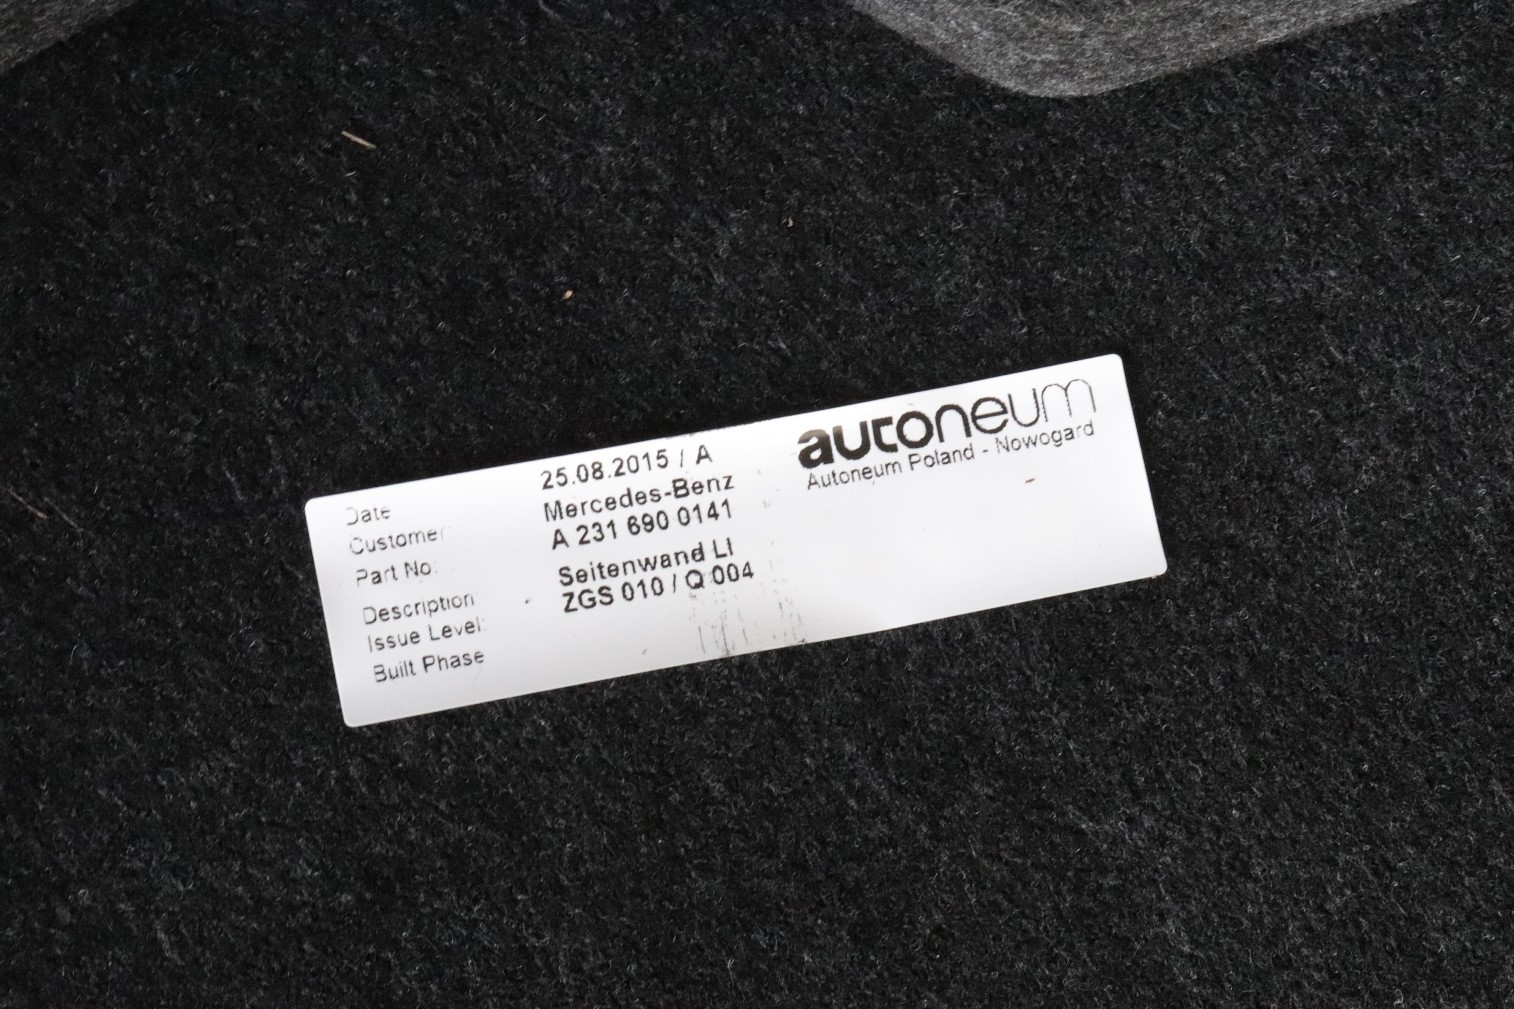 autoneum
Autoneum Poland - Nowogard
Date 25.08.2015 / A
Customer Mercedes-Benz
Part No: A 231 690 0141
Description Seitenwand LI
Issue Level: ZGS 010 / Q 004
Built Phase